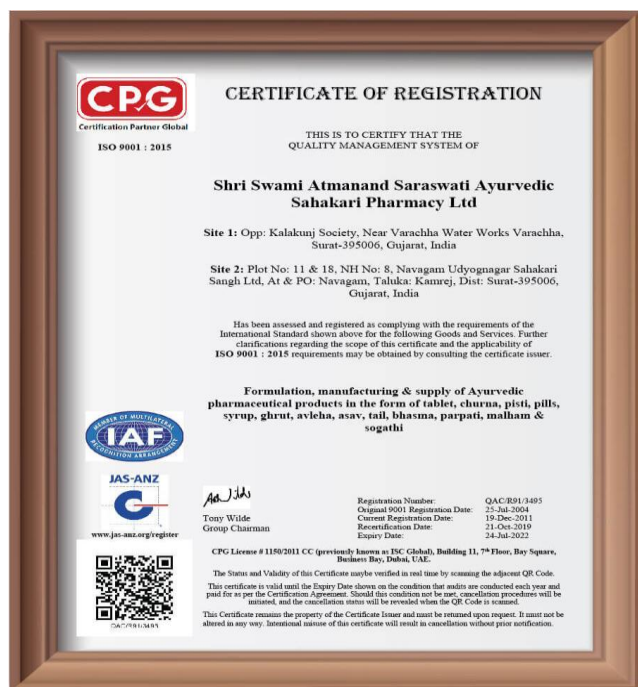 CPG
Certification Partner Global
ISO 9001 : 2015
CERTIFICATE OF REGISTRATION
THIS IS TO CERTIFY THAT THE
QUALITY MANAGEMENT SYSTEM OF
Shri Swami Atmanand Saraswati Ayurvedic
Sahakari Pharmacy Ltd
Site 1: Opp: Kalakunj Society, Near Varachha Water Works Varachha,
Surat-395006, Gujarat, India
Site 2: Plot No: 11 & 18, NH No: 8, Navagam Udyognagar Sahakari
Sangh Ltd, At & PO: Navagam, Taluka: Kamrej, Dist: Surat-395006,
Gujarat, India
Has been assessed and registered as complying with the requirements of the
International Standard shown above for the following Goods and Services. Further
clarifications regarding the scope of this certificate and the applicability of
ISO 9001 : 2015 requirements may be obtained by consulting the certificate issuer.
Formulation, manufacturing & supply of Ayurvedic
pharmaceutical products in the form of tablet, churna, pisti, pills,
syrup, ghrut, avleha, asav, tail, bhasma, parpati, malham &
sogathi
MEMBER OF MULTILATERAL
IAF
RECOGNITION ARRANGEMENT
JAS-ANZ
www.jas-anz.org/register
Tony Wilde
Group Chairman
Registration Number: QAC/R91/3495
Original 9001 Registration Date: 25-Jul-2004
Current Registration Date: 19-Dec-2011
Recertification Date: 21-Oct-2019
Expiry Date: 24-Jul-2022
CPG License # 1150/2011 CC (previously known as ISC Global), Building 11, 7th Floor, Bay Square,
Business Bay, Dubai, UAE.
The Status and Validity of this Certificate maybe verified in real time by scanning the adjacent QR Code.
This certificate is valid until the Expiry Date shown on the condition that audits are conducted each year and
paid for as per the Certification Agreement. Should this condition not be met, cancellation procedures will be
initiated, and the cancellation status will be revealed when the QR Code is scanned.
This Certificate remains the property of the Certificate Issuer and must be returned upon request. It must not be
altered in any way. Intentional misuse of this certificate will result in cancellation without prior notification.
QAC/R91/3495